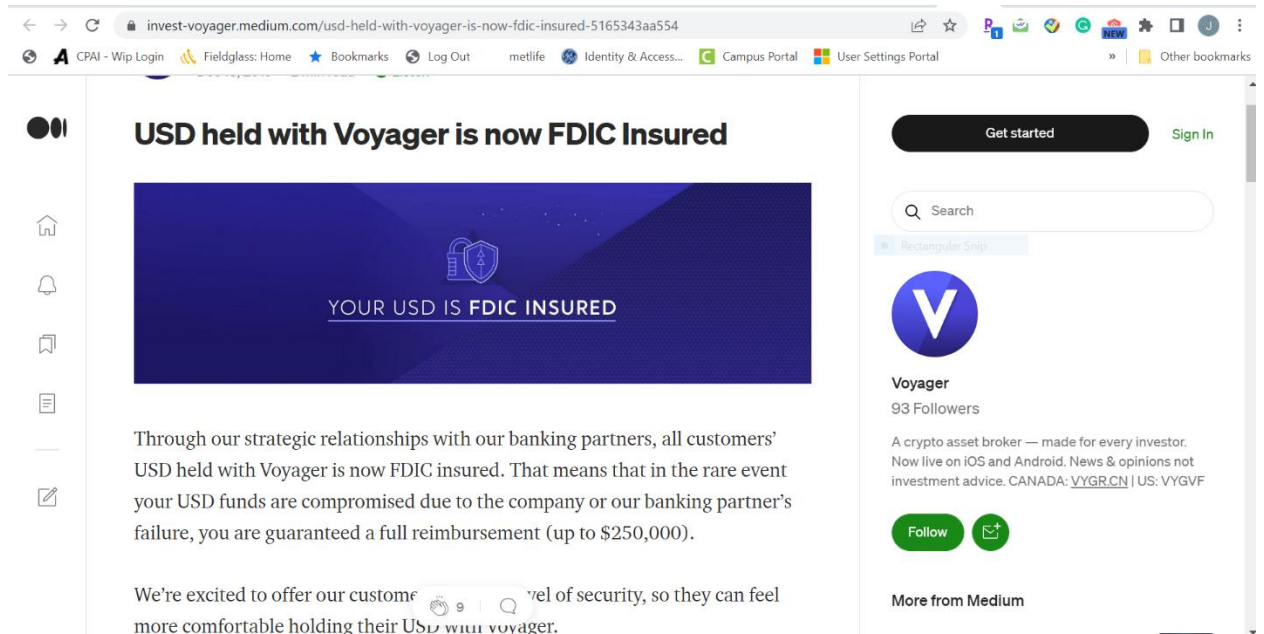 invest-voyager.medium.com/usd-held-with-voyager-is-now-fdic-insured-5165343aa554
1
NEW
J
CPAI - Wip Login
Fieldglass: Home
Bookmarks
Log Out
metlife
Identity & Access...
Campus Portal
User Settings Portal
»
Other bookmarks
USD held with Voyager is now FDIC Insured
YOUR USD IS FDIC INSURED
Through our strategic relationships with our banking partners, all customers’
USD held with Voyager is now FDIC insured. That means that in the rare event
your USD funds are compromised due to the company or our banking partner’s
failure, you are guaranteed a full reimbursement (up to $250,000).
We’re excited to offer our custome vel of security, so they can feel
9
more comfortable holding their USD with Voyager.
Get started
Sign In
Search
Rectangular Snip
V
Voyager
93 Followers
A crypto asset broker — made for every investor.
Now live on iOS and Android. News & opinions not
investment advice. CANADA: VYGR.CN | US: VYGVF
Follow
More from Medium